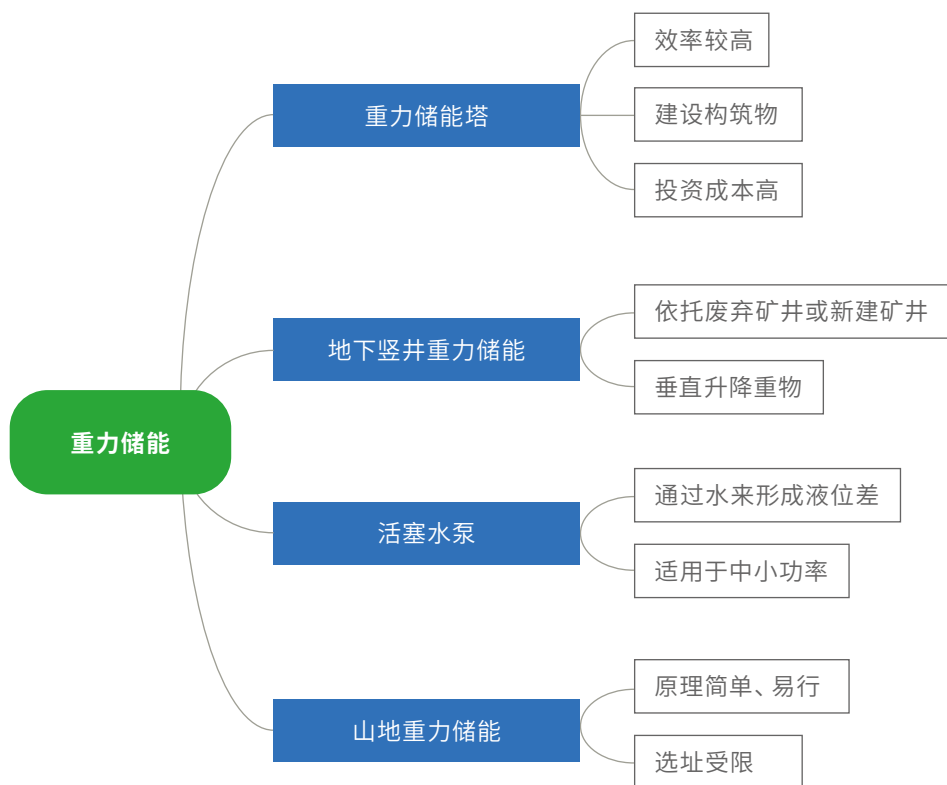 重力储能
重力储能塔
效率较高
建设构筑物
投资成本高
地下竖井重力储能
依托废弃矿井或新建矿井
垂直升降重物
活塞水泵
通过水来形成液位差
适用于中小功率
山地重力储能
原理简单、易行
选址受限